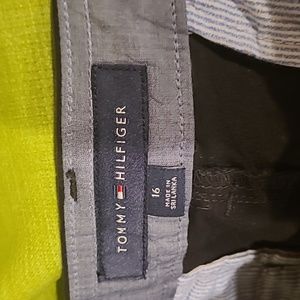 TOMMY HILFIGER
16
MADE IN
SRI LANKA